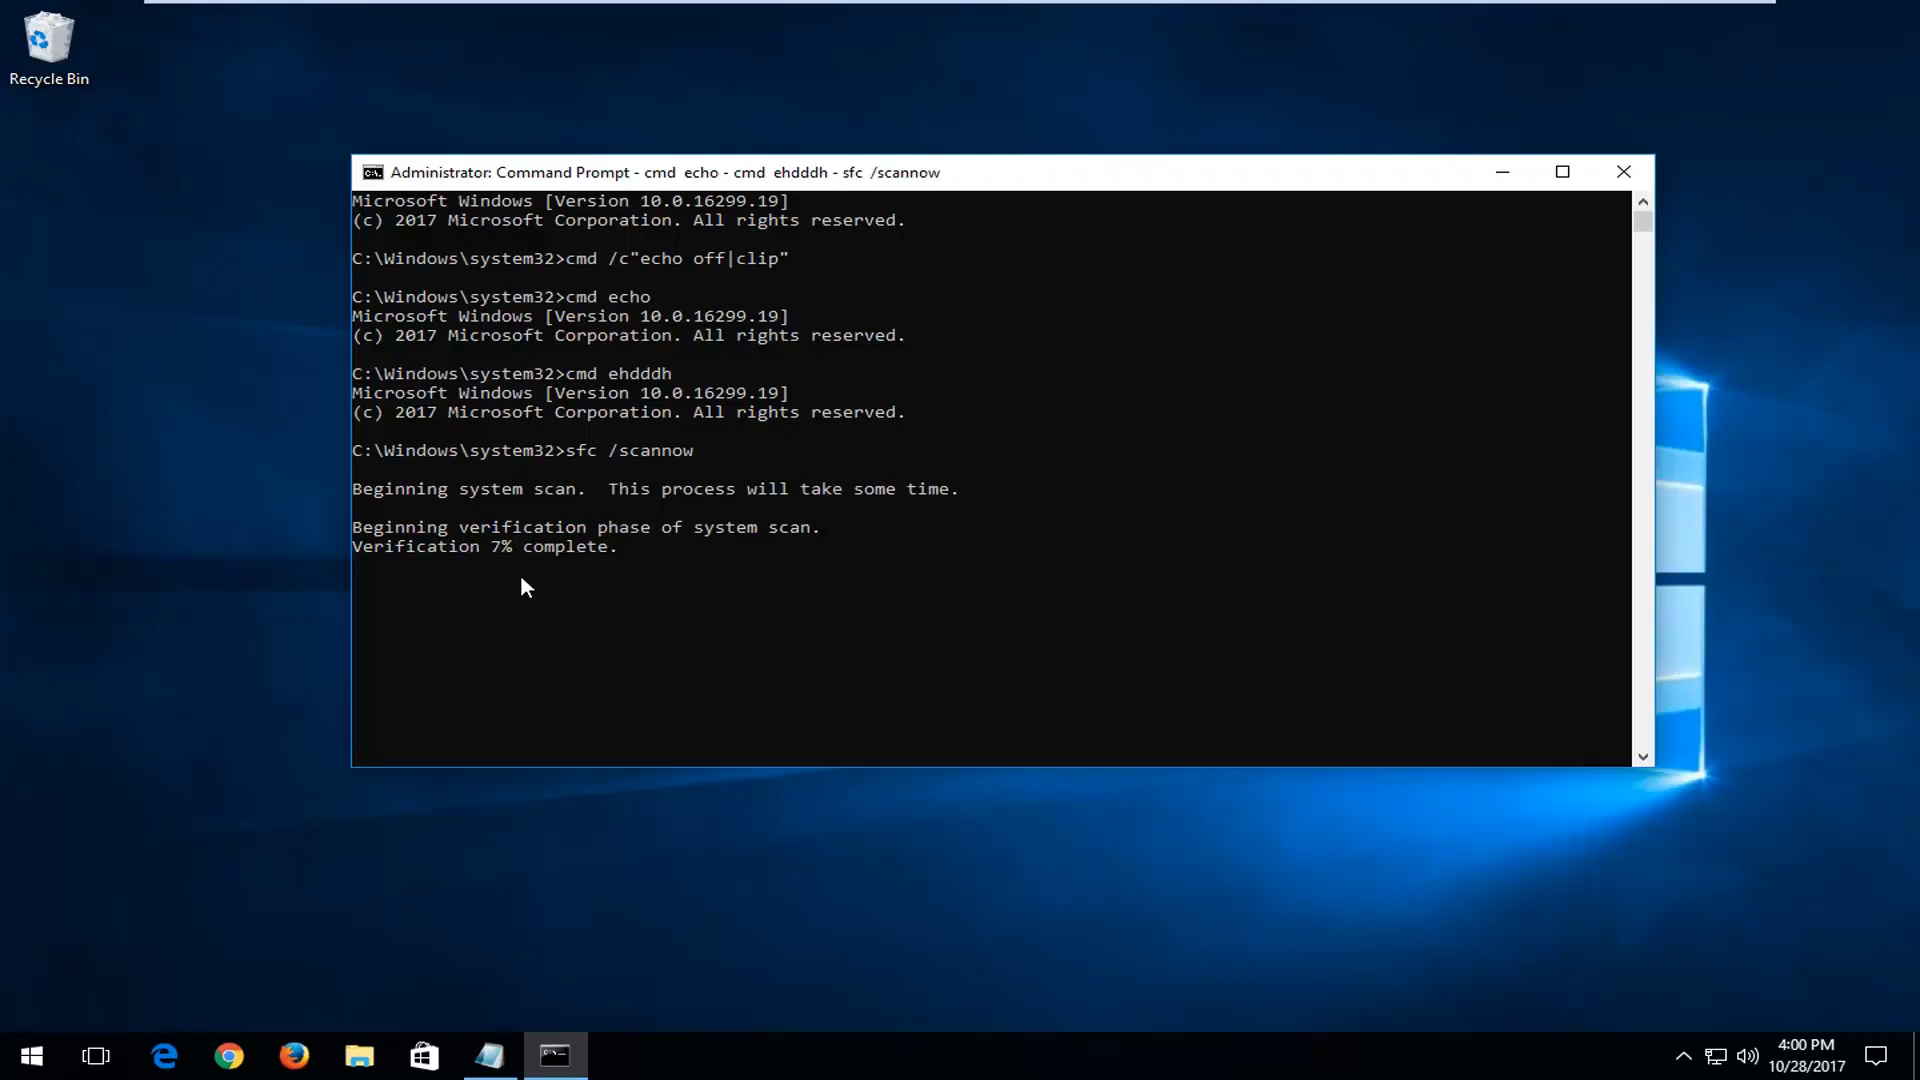 Recycle Bin
Administrator: Command Prompt - cmd  echo - cmd  ehdddh - sfc  /scannow
Microsoft Windows [Version 10.0.16299.19]
(c) 2017 Microsoft Corporation. All rights reserved.
C:\Windows\system32>cmd /c"echo off|clip"
C:\Windows\system32>cmd echo
Microsoft Windows [Version 10.0.16299.19]
(c) 2017 Microsoft Corporation. All rights reserved.
C:\Windows\system32>cmd ehdddh
Microsoft Windows [Version 10.0.16299.19]
(c) 2017 Microsoft Corporation. All rights reserved.
C:\Windows\system32>sfc /scannow
Beginning system scan.  This process will take some time.
Beginning verification phase of system scan.
Verification 7% complete.
4:00 PM
10/28/2017